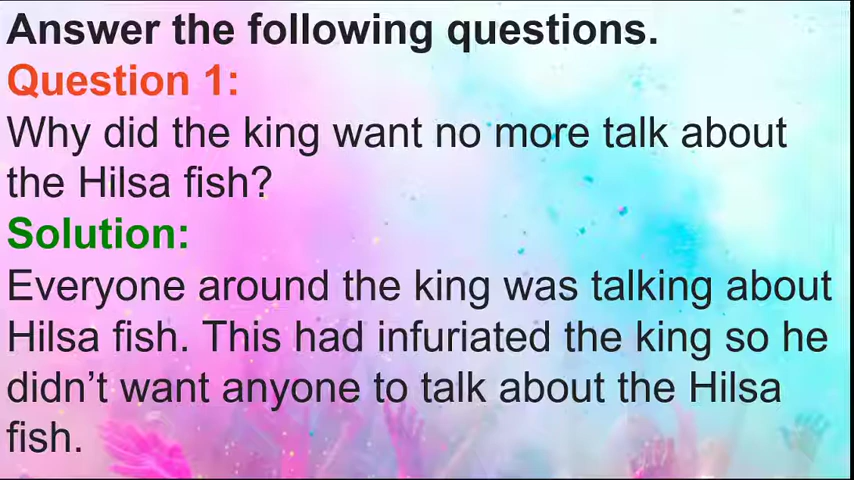 Answer the following questions.
Question 1:
Why did the king want no more talk about
the Hilsa fish?
Solution:
Everyone around the king was talking about
Hilsa fish. This had infuriated the king so he
didn’t want anyone to talk about the Hilsa
fish.